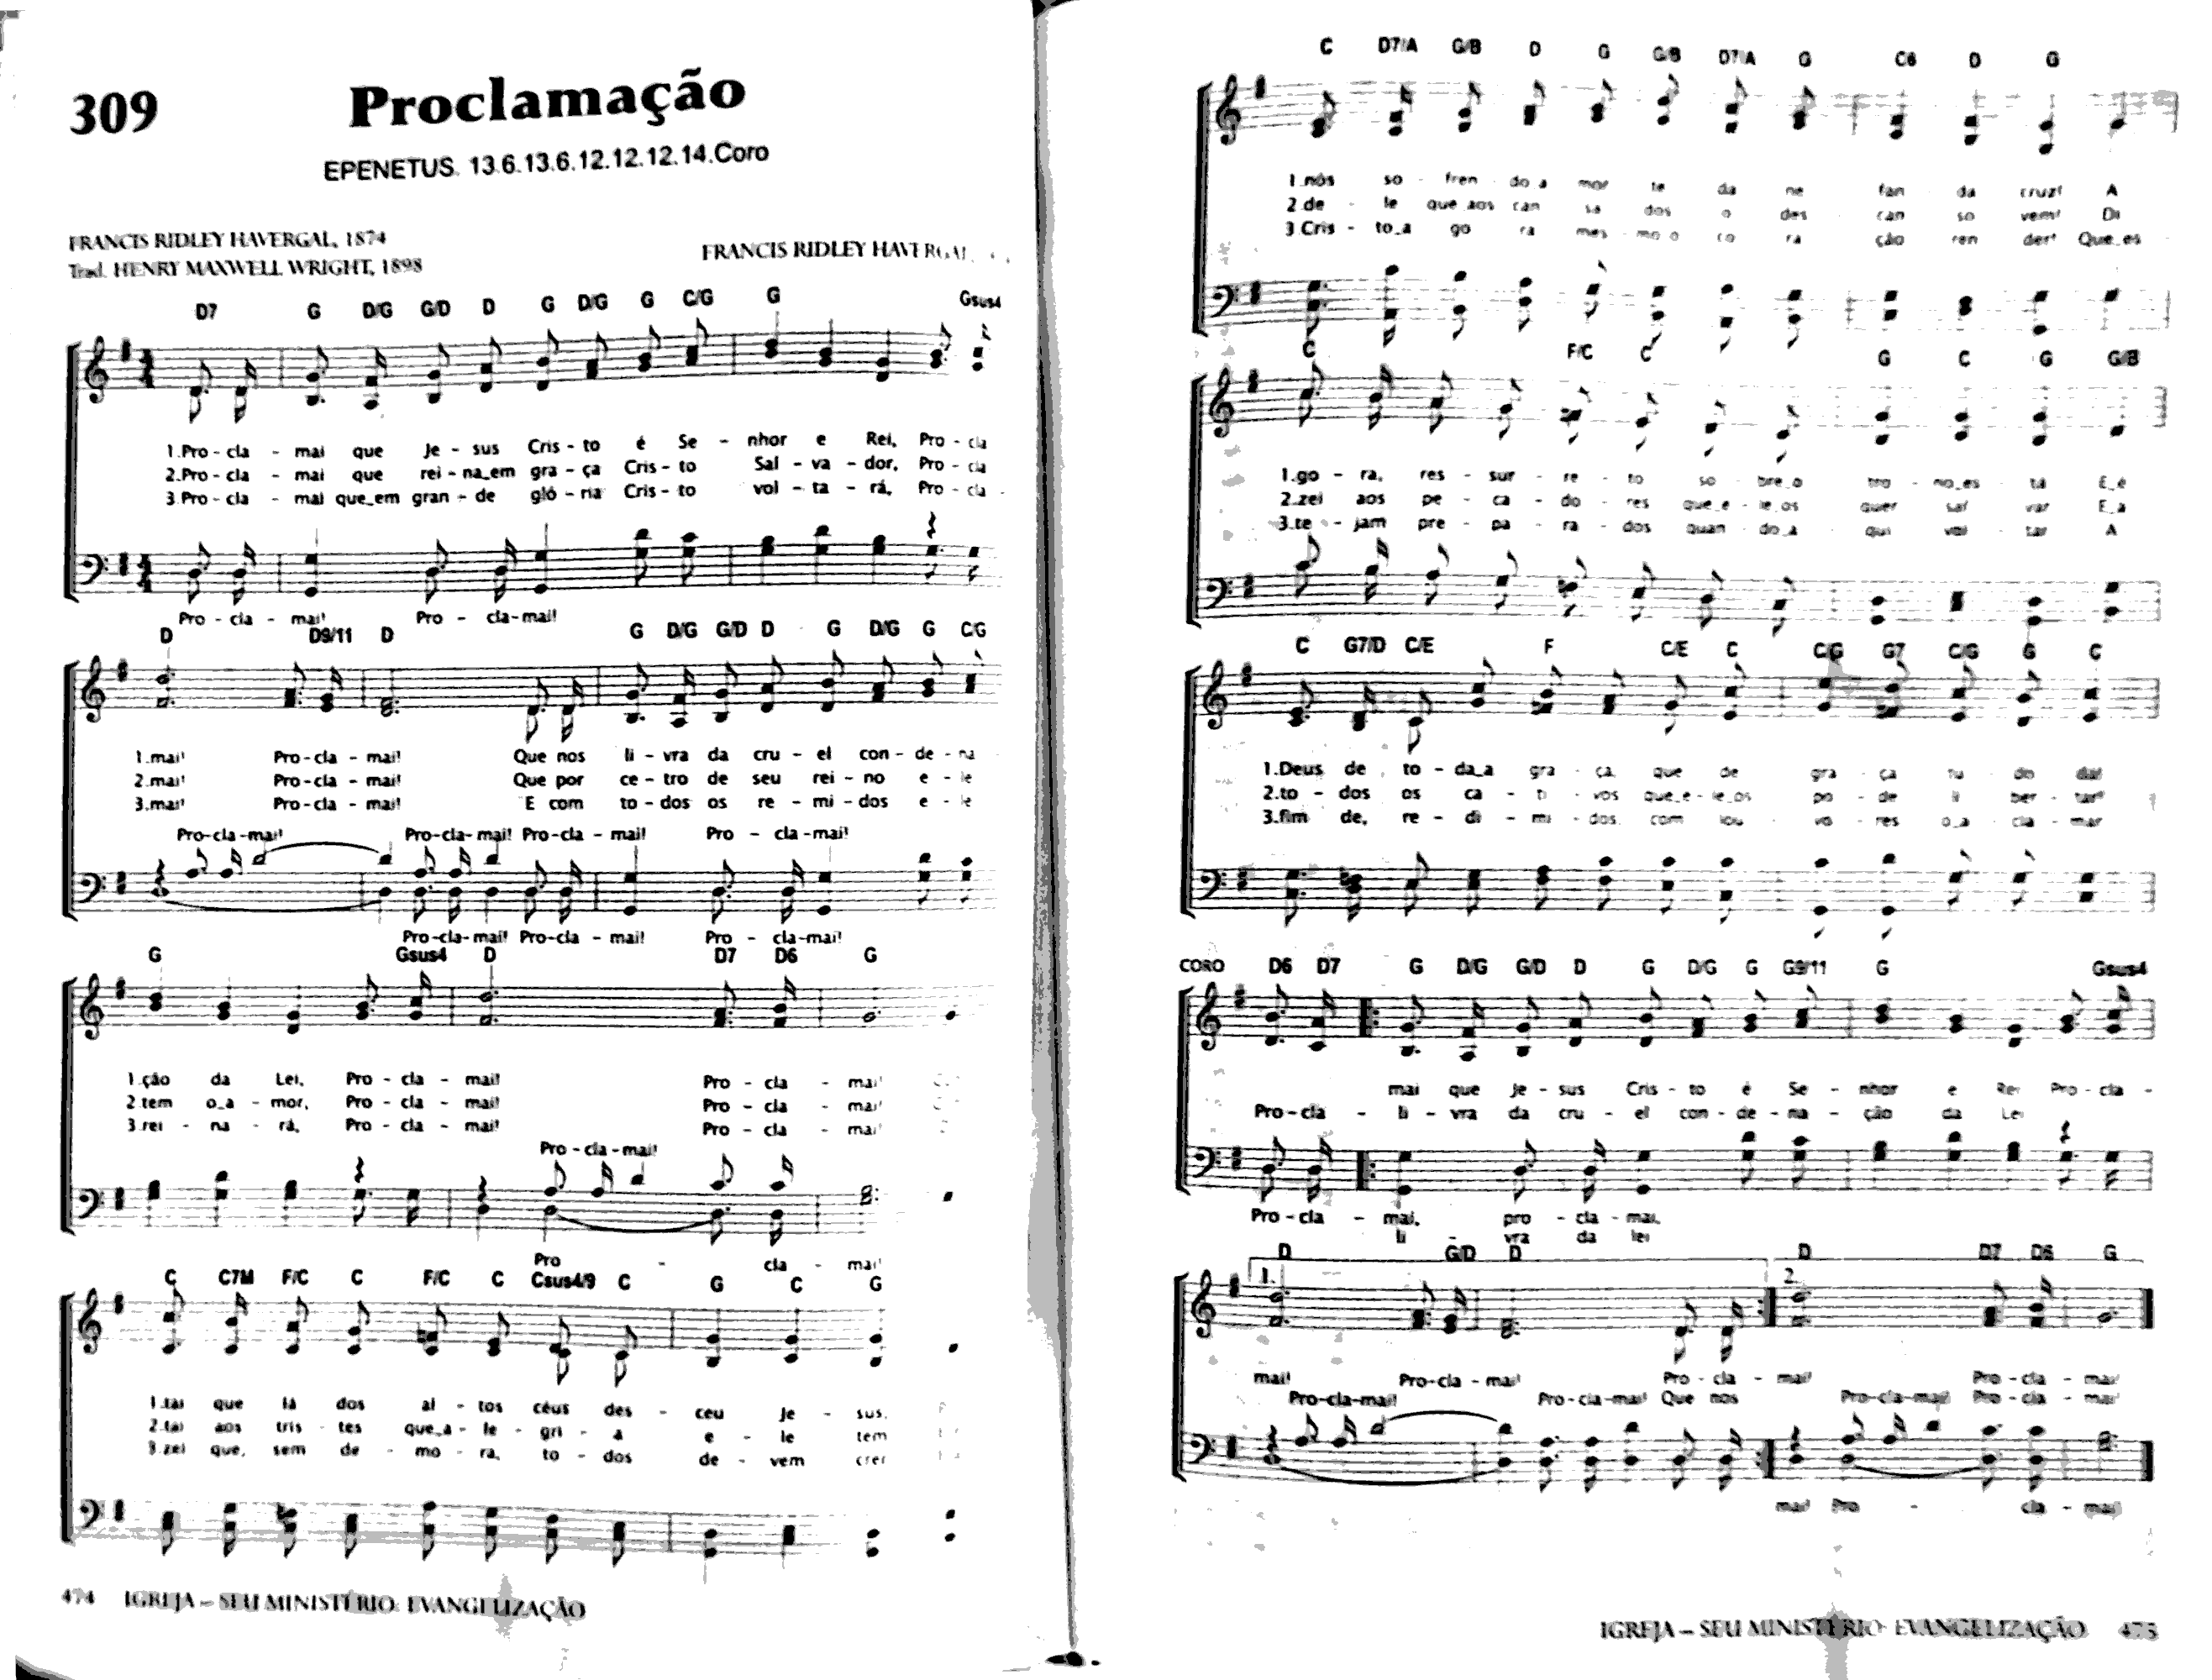 309
Proclamação
EPENETUS. 13.6.13.6.12.12.12.14.Coro
FRANCIS RIDLEY HAVERGAL, 1874
Trad. HENRY MAXWELL WRIGHT, 1898
FRANCIS RIDLEY HAVERGAL
D7 G D/G G/D D G D/G G C/G G Gsus4
1.Pro - cla - mai que Je - sus Cris - to é Se - nhor e Rei, Pro - cla
2.Pro - cla - mai que rei - na_em gra - ça Cris - to Sal - va - dor, Pro - cla
3.Pro - cla - mai que_em gran - de gló - ria Cris - to vol - ta - rá, Pro - cla -
Pro - cla - mai! Pro - cla-mai!
D D9/11 D G D/G G/D D G D/G G C/G
1.mai! Pro-cla - mai! Que nos li - vra da cru - el con - de - na
2.mai! Pro-cla - mai! Que por ce - tro de seu rei - no e - le
3.mai! Pro-cla - mai! E com to - dos os re - mi - dos e - le
Pro-cla-mai! Pro-cla-mai! Pro-cla - mai! Pro - cla-mai!
Pro-cla-mai! Pro-cla - mai! Pro - cla-mai!
G Gsus4 D D7 D6 G
1.ção da Lei, Pro - cla - mai! Pro - cla - mai!
2.tem o_a - mor, Pro - cla - mai! Pro - cla - mai!
3.rei - na - rá, Pro - cla - mai! Pro - cla - mai!
Pro - cla - mai!
Pro - cla - mai!
C C7M F/C C F/C C Csus4/9 C G C G
1.tai que lá dos al - tos céus des - ceu Je - sus,
2.tai aos tris - tes que_a - le - gri - a e - le tem
3.zei que, sem de - mo - ra, to - dos de - vem crer
474 IGREJA – SEU MINISTÉRIO: EVANGELIZAÇÃO
C D7/A G/B D G G/B D7/A G C6 D G
1.nós so - fren - do_a mor te da ne fan da cruz! A
2.de - le que_aos can sa dos o des can so vem! Di
3.Cris - to_a go ra mes - mo_o co ra ção ren der! Que_es -
C F/C C G C G G/B
1.go - ra, res - sur - re - to so - bre_o tro - no_es - tá E_é
2.zei aos pe - ca - do - res que_e - le_os quer sal var E_a
3.te - jam pre - pa - ra - dos quan - do_a - qui vol - tar A
C G7/D C/E F C/E C C/G G7 C/G G C
1.Deus de to - da_a gra - ça, que de gra - ça tu - do dá!
2.to - dos os ca - ti - vos que_e - le_os po - de li ber - tar!
3.fim de, re - di - mi - dos, com lou - vo - res o_a - cla - mar
CORO D6 D7 G D/G G/D D G D/G G G9/11 G Gsus4
mai que Je - sus Cris - to é Se - nhor e Rei Pro - cla -
Pro-cla - li - vra da cru - el con - de - na - ção da Lei
Pro-cla - mai, pro - cla - mai,
li - vra da lei
D G/D D D D7 D6 G
1. 2.
mai! Pro-cla - mai! Pro - cla - mai! Pro - cla - mai!
Pro-cla-mai! Pro-cla-mai! Que nos Pro-cla-mai! Pro - cla - mai!
mai! Pro - cla - mai!
IGREJA – SEU MINISTÉRIO: EVANGELIZAÇÃO 475